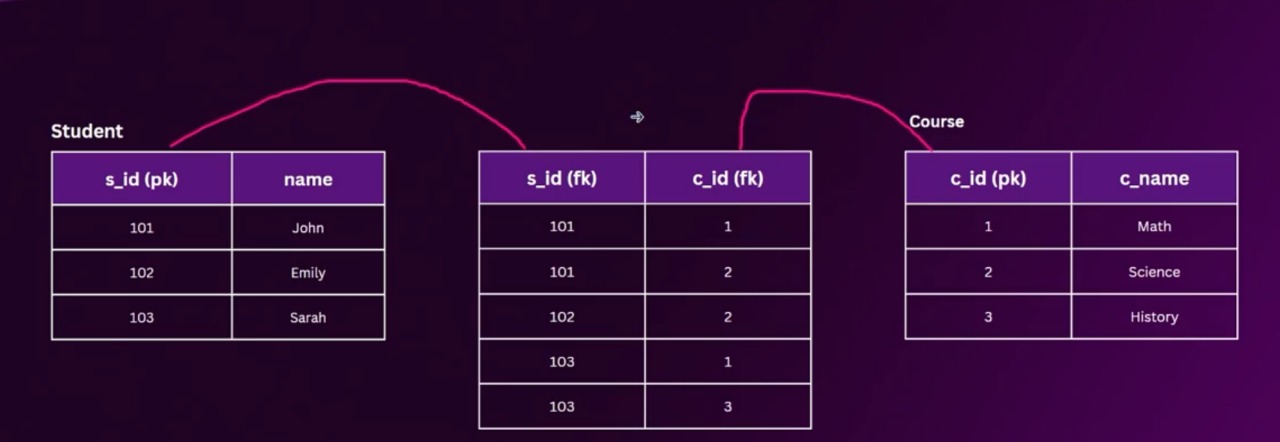 Student
s_id (pk) name
101 John
102 Emily
103 Sarah
s_id (fk) c_id (fk)
101 1
101 2
102 2
103 1
103 3
Course
c_id (pk) c_name
1 Math
2 Science
3 History